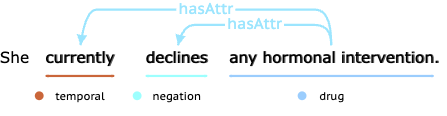 hasAttr
hasAttr
She currently declines any hormonal intervention.
temporal negation drug